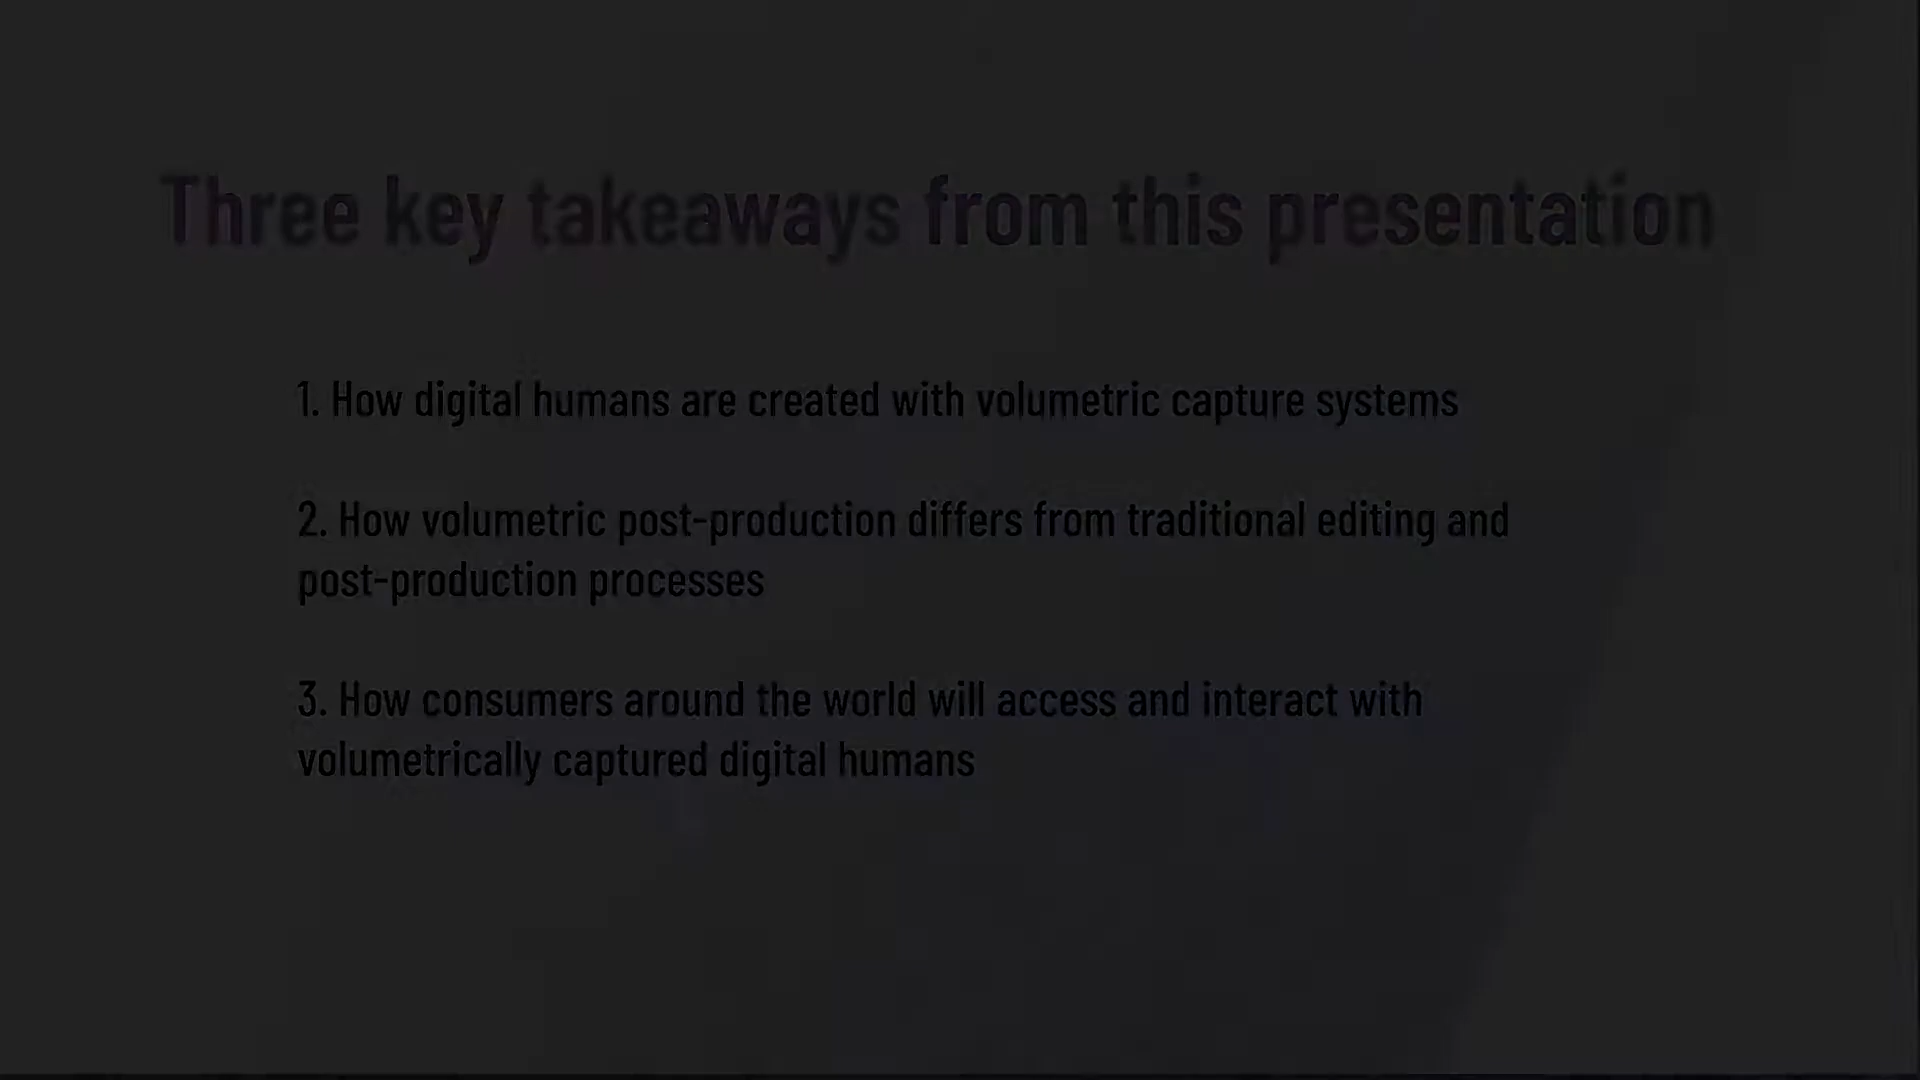 Three key takeaways from this presentation
1. How digital humans are created with volumetric capture systems
2. How volumetric post-production differs from traditional editing and
post-production processes
3. How consumers around the world will access and interact with
volumetrically captured digital humans